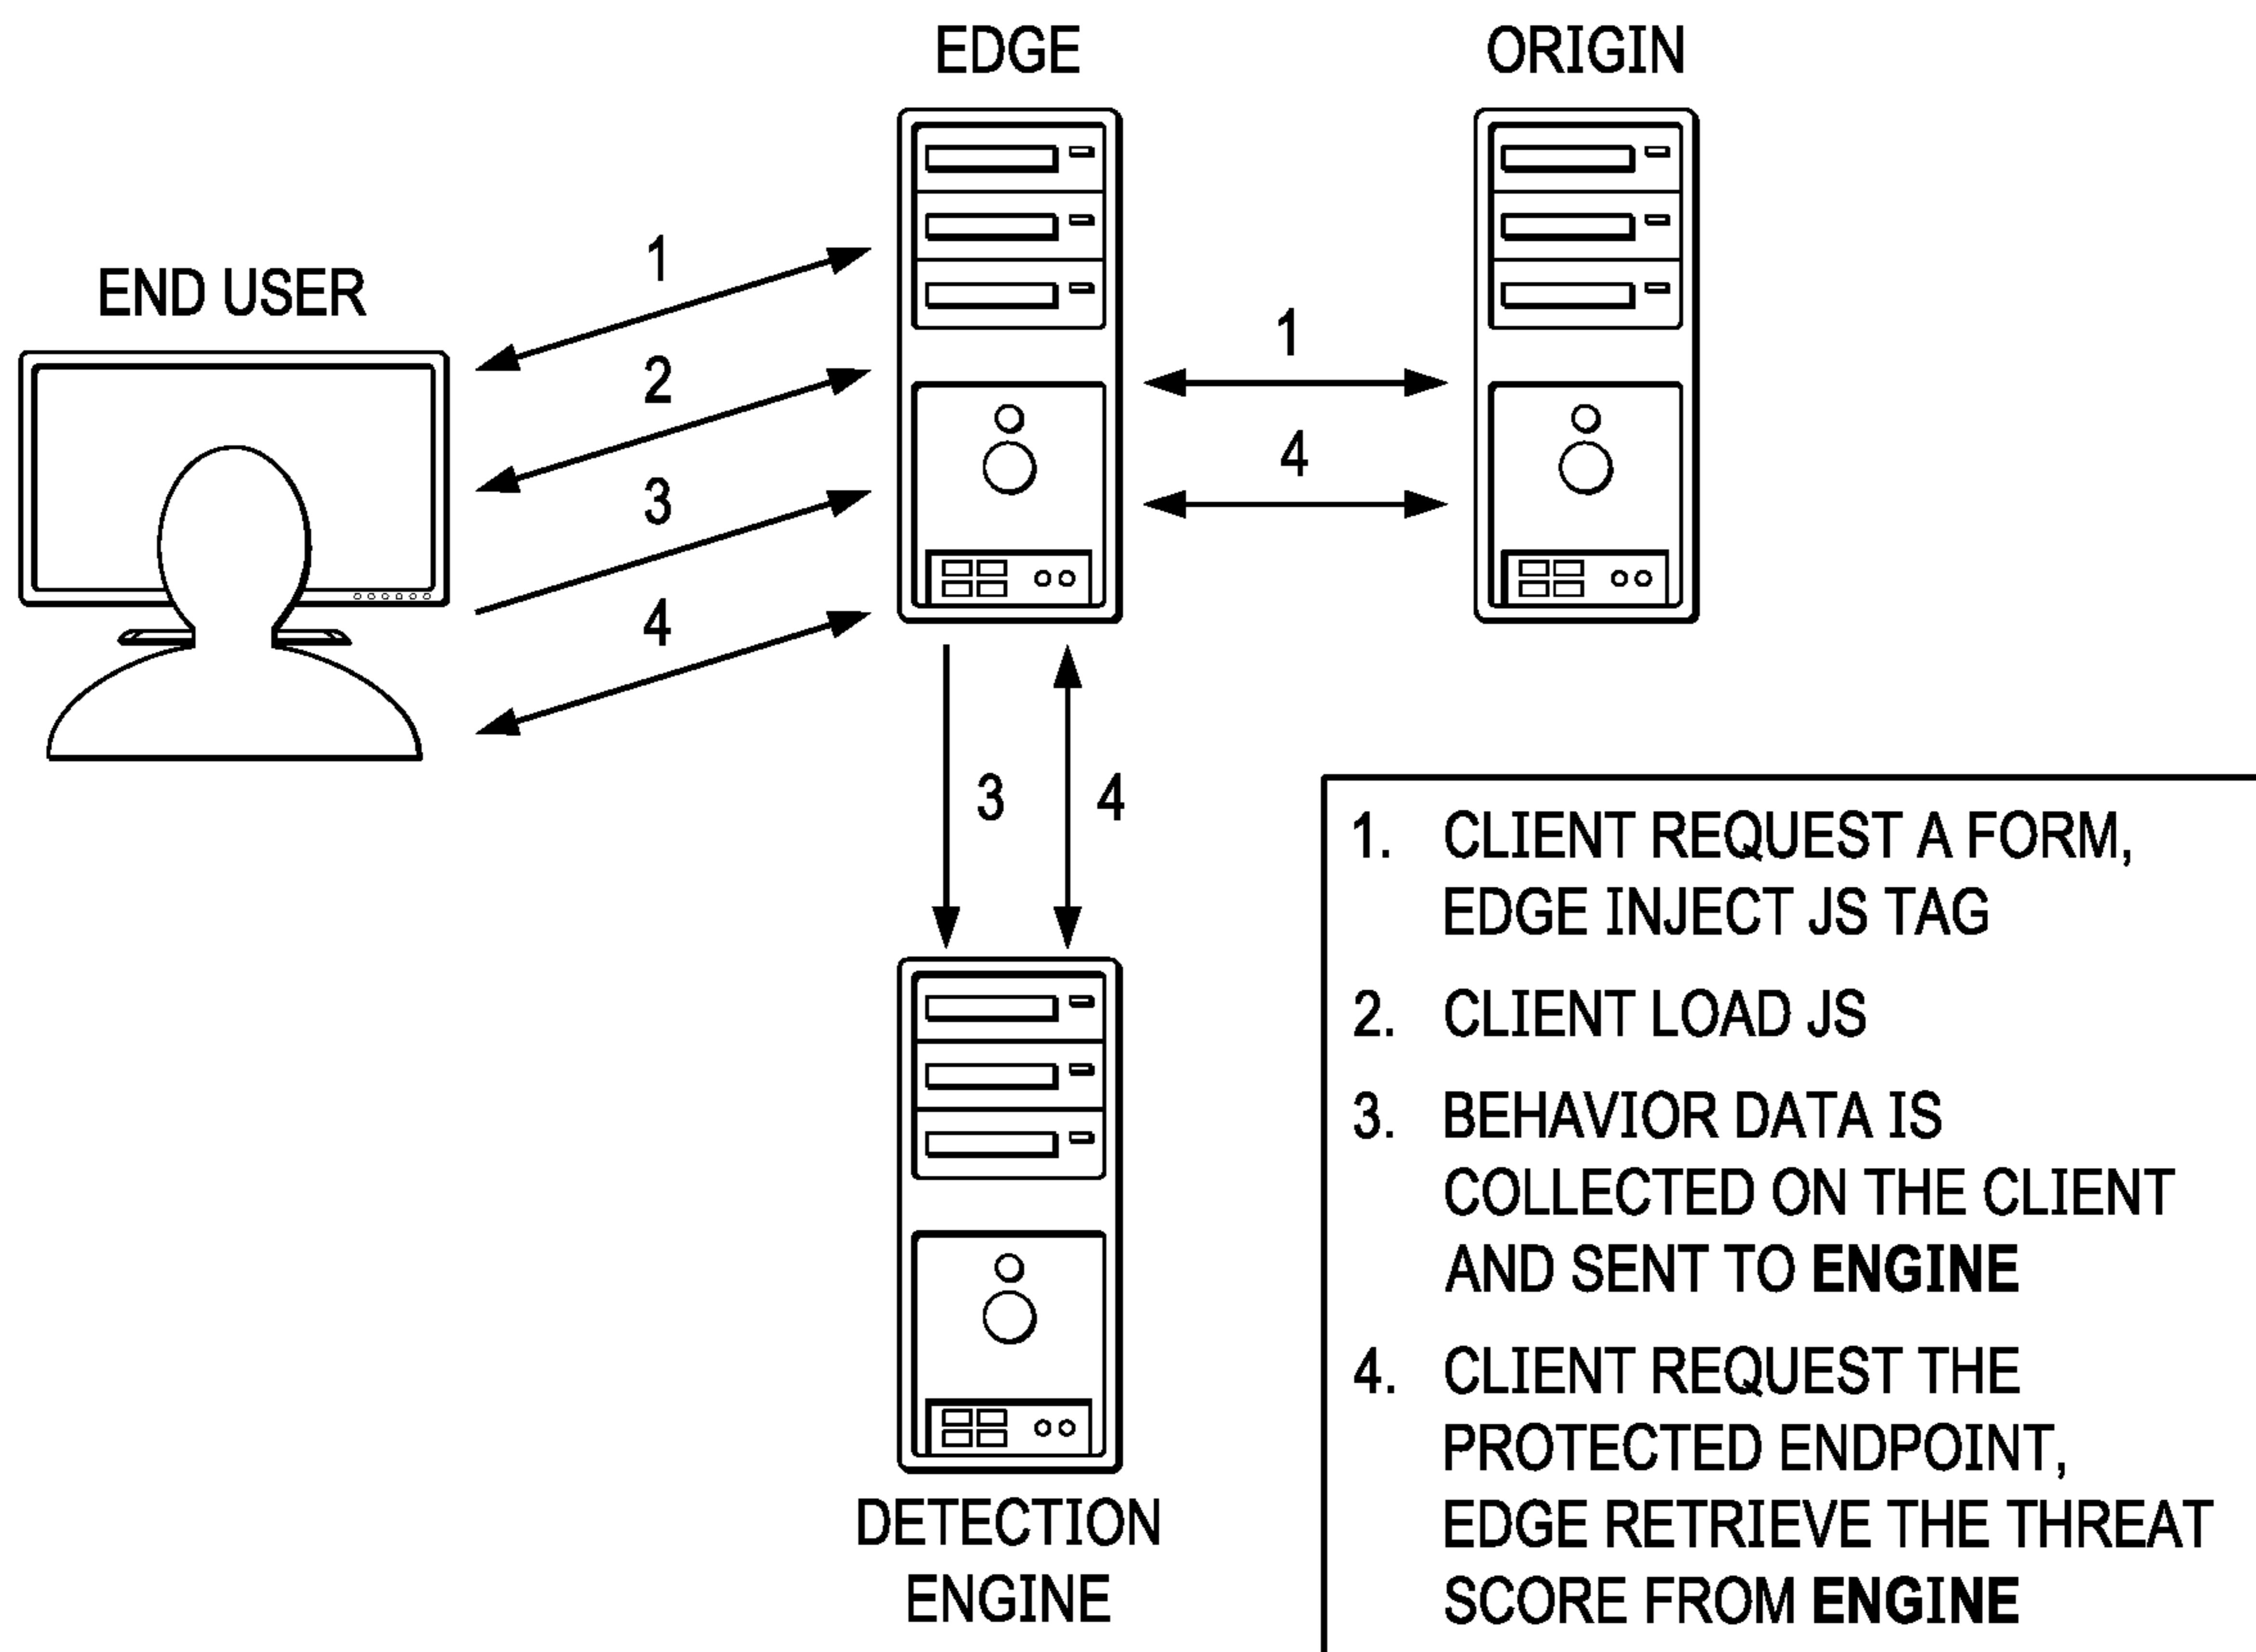 EDGE
ORIGIN
END USER
1
2
3
4
1
4
3
4
DETECTION
ENGINE
1. CLIENT REQUEST A FORM,
EDGE INJECT JS TAG
2. CLIENT LOAD JS
3. BEHAVIOR DATA IS
COLLECTED ON THE CLIENT
AND SENT TO ENGINE
4. CLIENT REQUEST THE
PROTECTED ENDPOINT,
EDGE RETRIEVE THE THREAT
SCORE FROM ENGINE